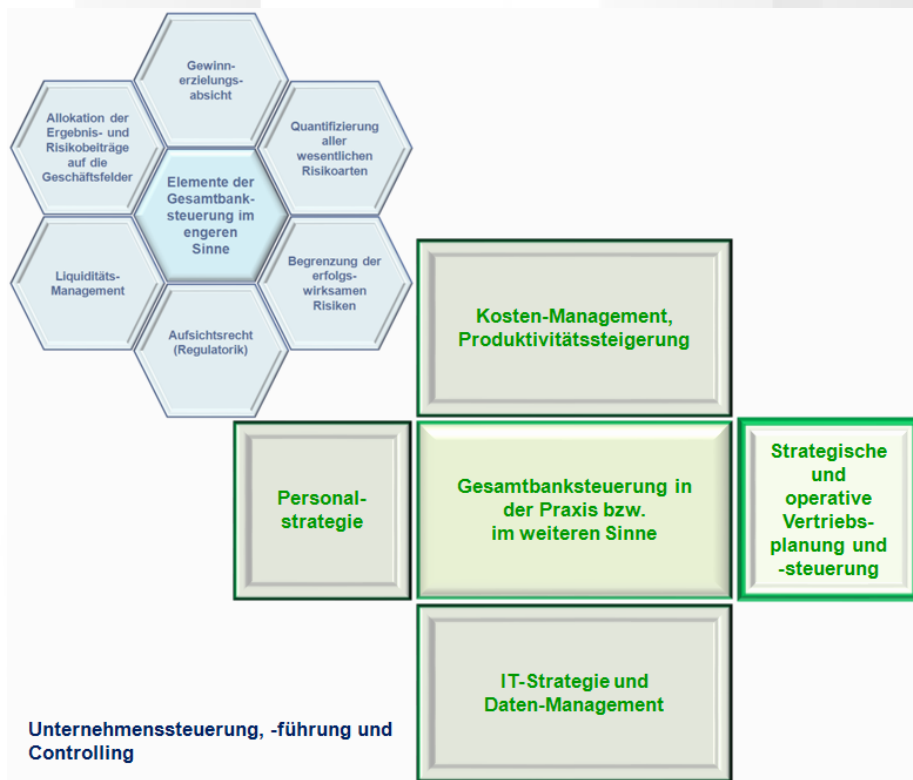 Gewinn-
erzielungs-
absicht
Allokation der
Ergebnis- und
Risikobeiträge
auf die
Geschäftsfelder
Quantifizierung
aller
wesentlichen
Risikoarten
Elemente der
Gesamtbank-
steuerung im
engeren
Sinne
Liquiditäts-
Management
Begrenzung der
erfolgs-
wirksamen
Risiken
Aufsichtsrecht
(Regulatorik)
Kosten-Management,
Produktivitätssteigerung
Personal-
strategie
Gesamtbanksteuerung in
der Praxis bzw.
im weiteren Sinne
Strategische
und
operative
Vertriebs-
planung und
-steuerung
IT-Strategie und
Daten-Management
Unternehmenssteuerung, -führung und
Controlling